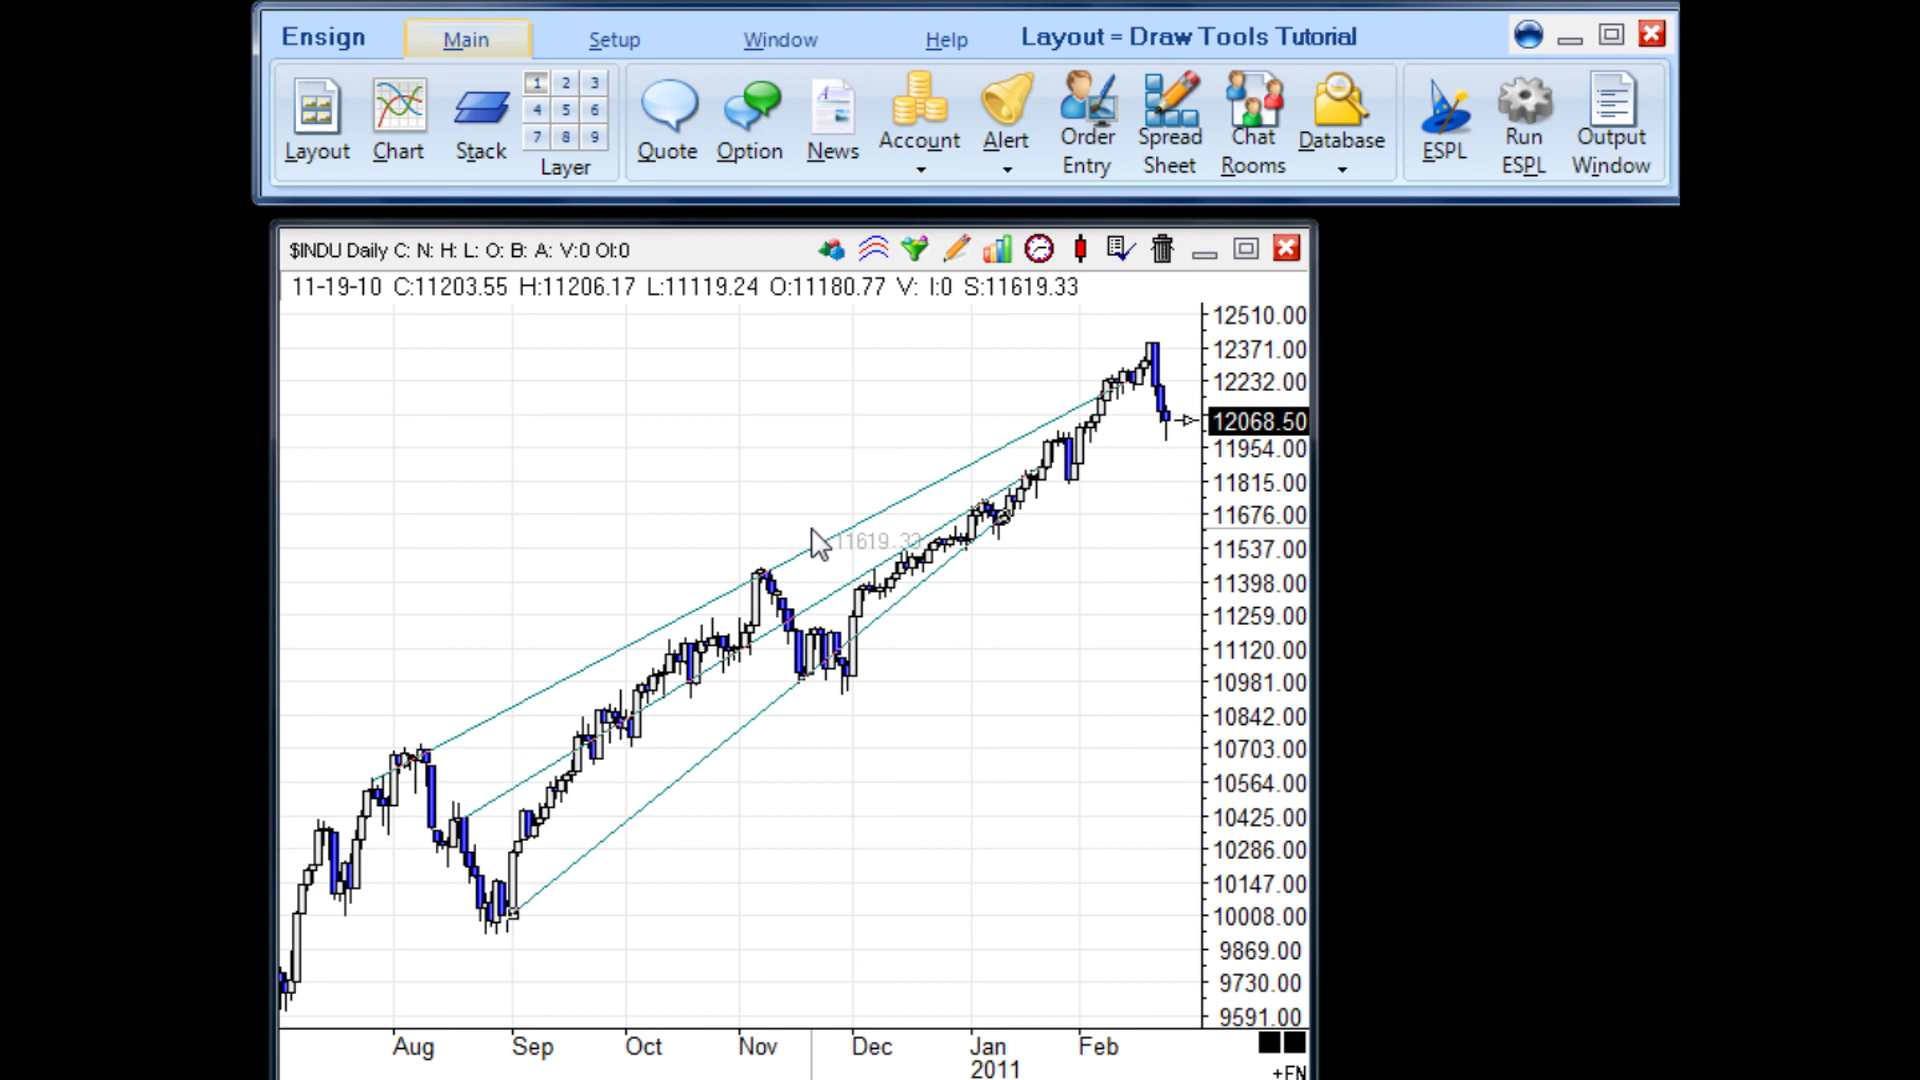 Ensign Main Setup Window Help Layout = Draw Tools Tutorial
1 2 3
4 5 6
7 8 9
Layout Chart Stack Layer Quote Option News Account Alert Order Entry Spread Sheet Chat Rooms Database ESPL Run ESPL Output Window
$INDU Daily C: N: H: L: O: B: A: V:0 OI:0
11-19-10 C:11203.55 H:11206.17 L:11119.24 O:11180.77 V: I:0 S:11619.33
12510.00
12371.00
12232.00
12068.50
11954.00
11815.00
11676.00
11619.33
11537.00
11398.00
11259.00
11120.00
10981.00
10842.00
10703.00
10564.00
10425.00
10286.00
10147.00
10008.00
9869.00
9730.00
9591.00
Aug Sep Oct Nov Dec Jan Feb
2011
+FN